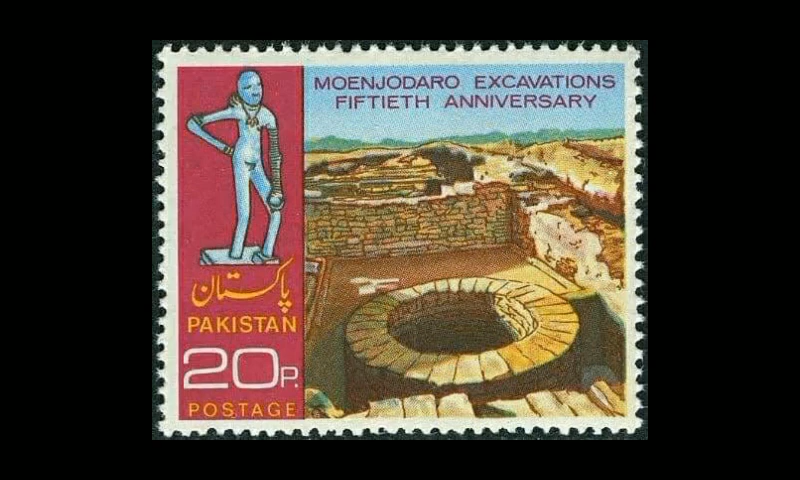 MOENJODARO EXCAVATIONS
FIFTIETH ANNIVERSARY
پاکستان
PAKISTAN
20P.
POSTAGE